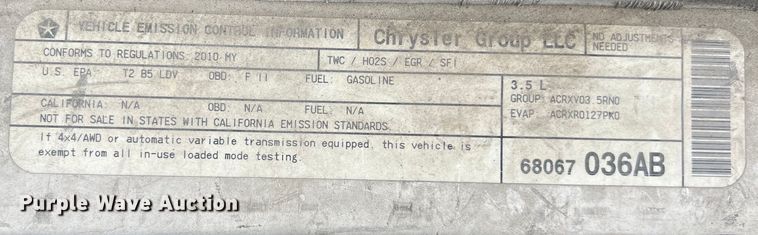 VEHICLE EMISSION CONTROL INFORMATION
Chrysler Group LLC
NO ADJUSTMENTS
NEEDED
CONFORMS TO REGULATIONS: 2010 MY
TWC / HO2S / EGR / SFI
U.S. EPA: T2 B5 LDV OBD: F II FUEL: GASOLINE
3.5 L
GROUP: ACRXV03.5RN0
EVAP: ACRXR0127PK0
CALIFORNIA: N/A OBD: N/A FUEL: N/A
NOT FOR SALE IN STATES WITH CALIFORNIA EMISSION STANDARDS.
If 4x4/AWD or automatic variable transmission equipped, this vehicle is
exempt from all in-use loaded mode testing.
68067 036AB
Purple Wave Auction